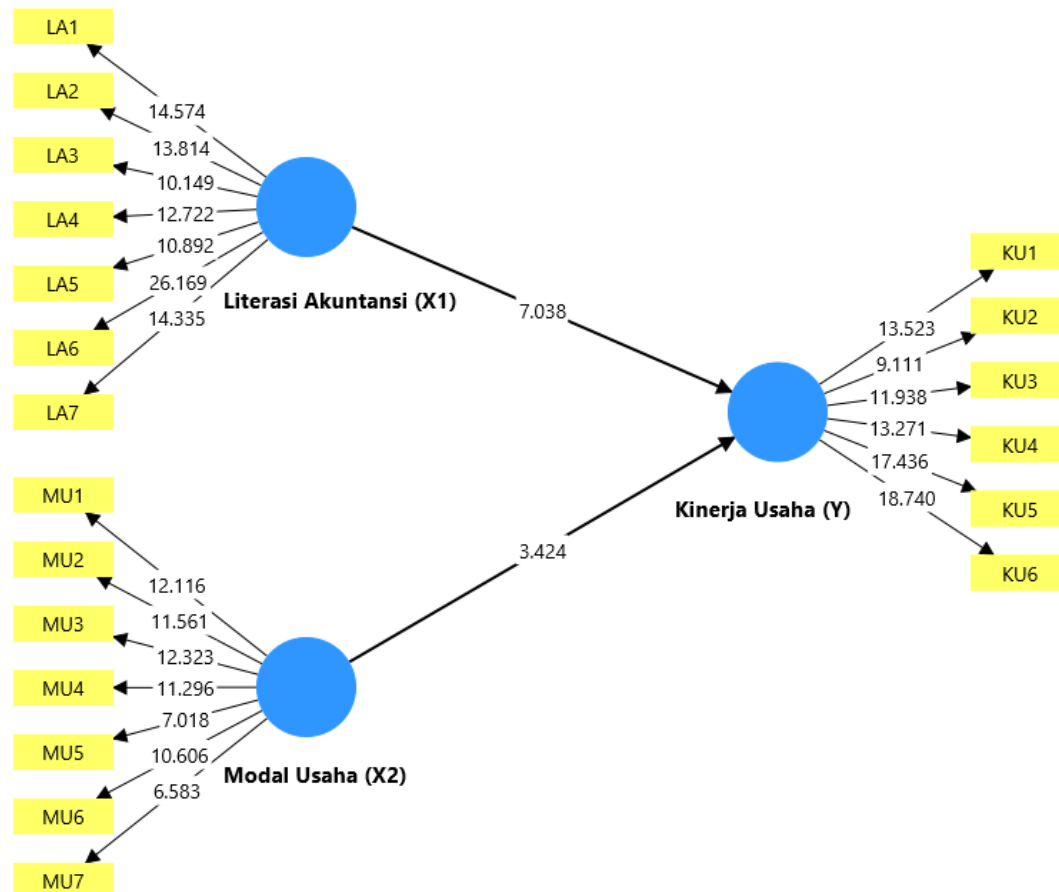 LA1
LA2
LA3
LA4
LA5
LA6
LA7
14.574
13.814
10.149
12.722
10.892
26.169
14.335
Literasi Akuntansi (X1)
7.038
MU1
MU2
MU3
MU4
MU5
MU6
MU7
12.116
11.561
12.323
11.296
7.018
10.606
6.583
Modal Usaha (X2)
3.424
Kinerja Usaha (Y)
13.523
9.111
11.938
13.271
17.436
18.740
KU1
KU2
KU3
KU4
KU5
KU6